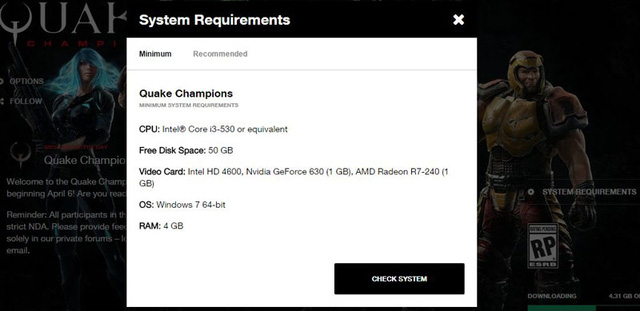 QUAK
CHAMPI
System Requirements
Minimum
Recommended
OPTIONS
FOLLOW
Quake Champions
MINIMUM SYSTEM REQUIREMENTS
CPU: Intel® Core i3-530 or equivalent
Free Disk Space: 50 GB
Video Card: Intel HD 4600, Nvidia GeForce 630 (1 GB), AMD Radeon R7-240 (1
GB)
OS: Windows 7 64-bit
RAM: 4 GB
CHECK SYSTEM
Quake Champio
Welcome to the Quake Champ
beginning April 6! Are you read
Reminder: All participants in th
strict NDA. Please provide feed
solely in our private forums – lo
email.
SYSTEM REQUIREMENTS
RATING PENDING
RP
DOWNLOADING
4.31 GB O